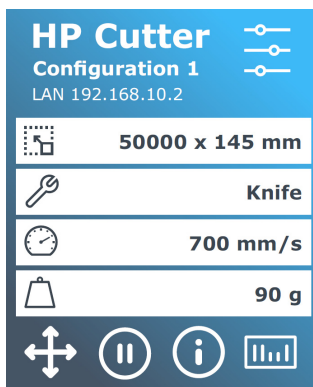 HP Cutter
Configuration 1
LAN 192.168.10.2
50000 x 145 mm
Knife
700 mm/s
90 g